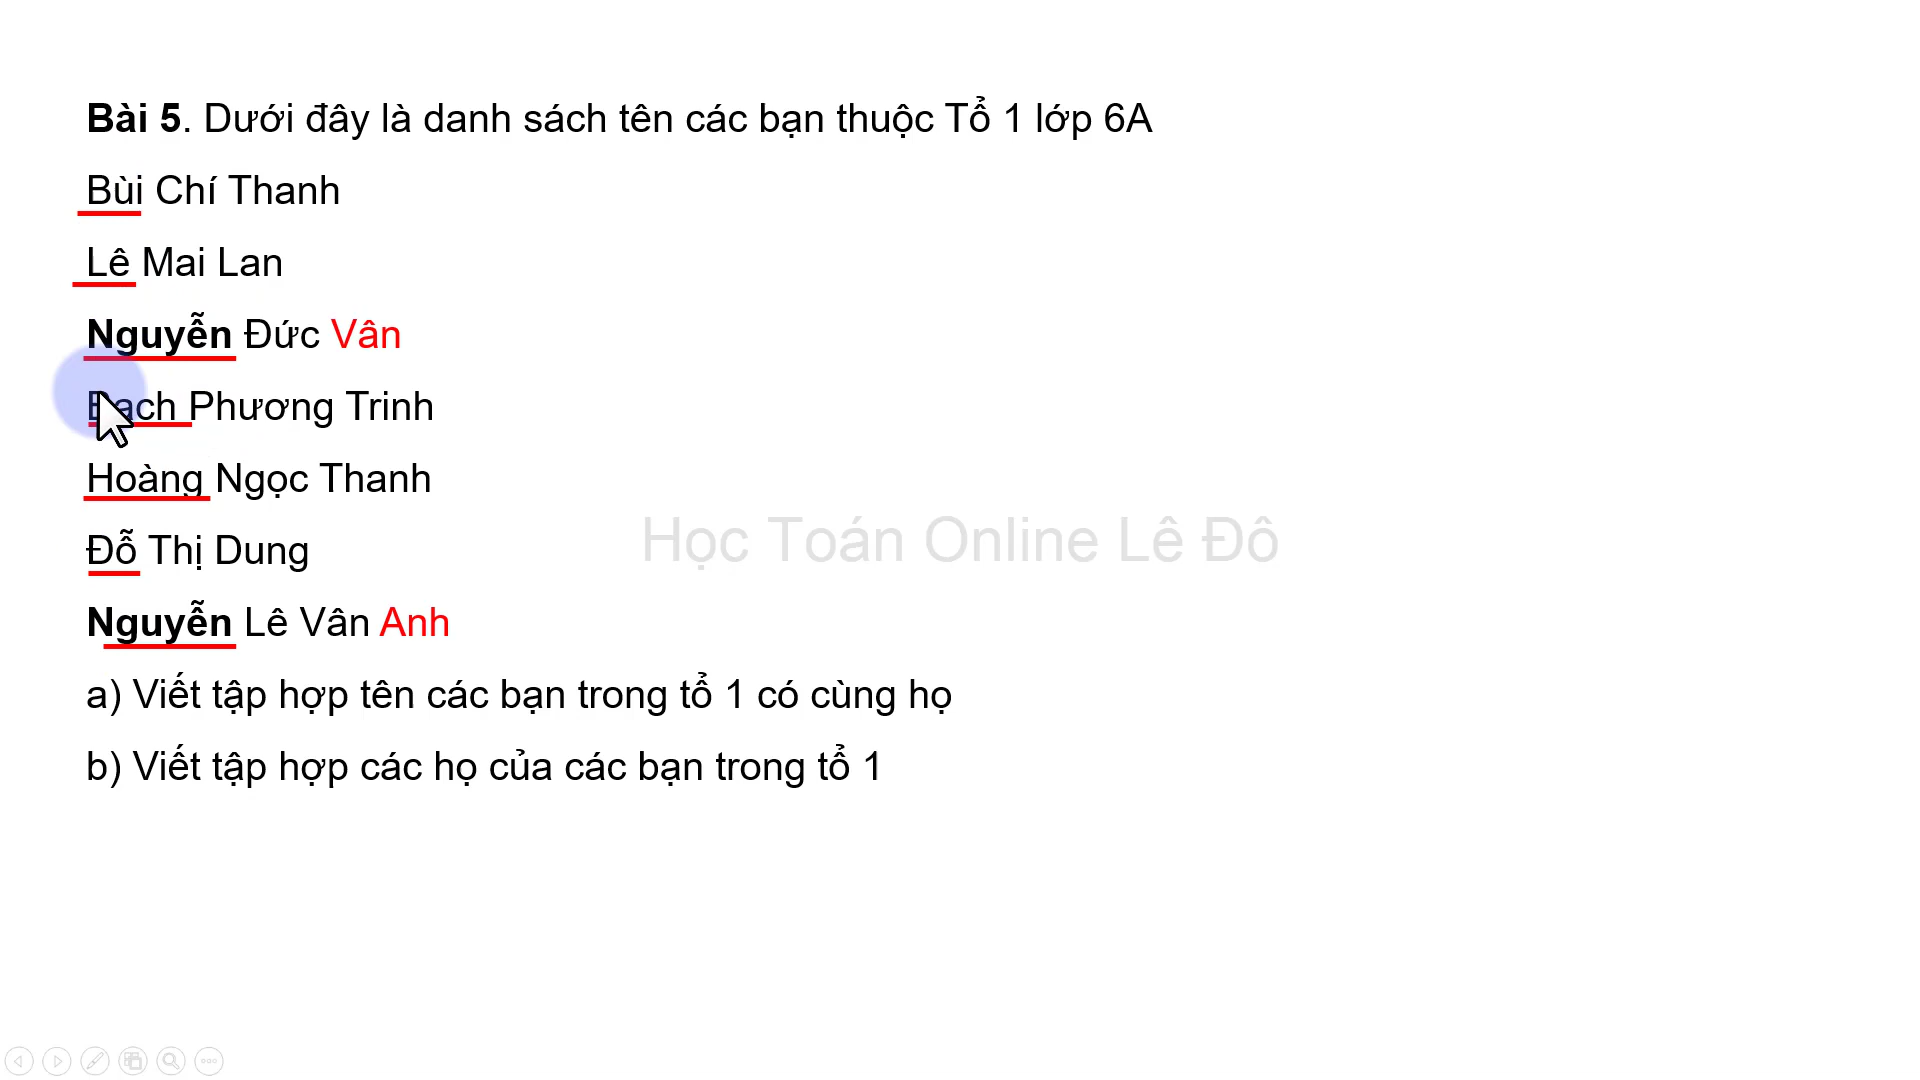 Bài 5. Dưới đây là danh sách tên các bạn thuộc Tổ 1 lớp 6A
Bùi Chí Thanh
Lê Mai Lan
Nguyễn Đức Vân
Phương Trinh
Hoàng Ngọc Thanh
Học Toán Online Lê Đô
Đỗ Thị Dung
Nguyễn Lê Vân Anh
a) Viết tập hợp tên các bạn trong tổ 1 có cùng họ
b) Viết tập hợp các họ của các bạn trong tổ 1